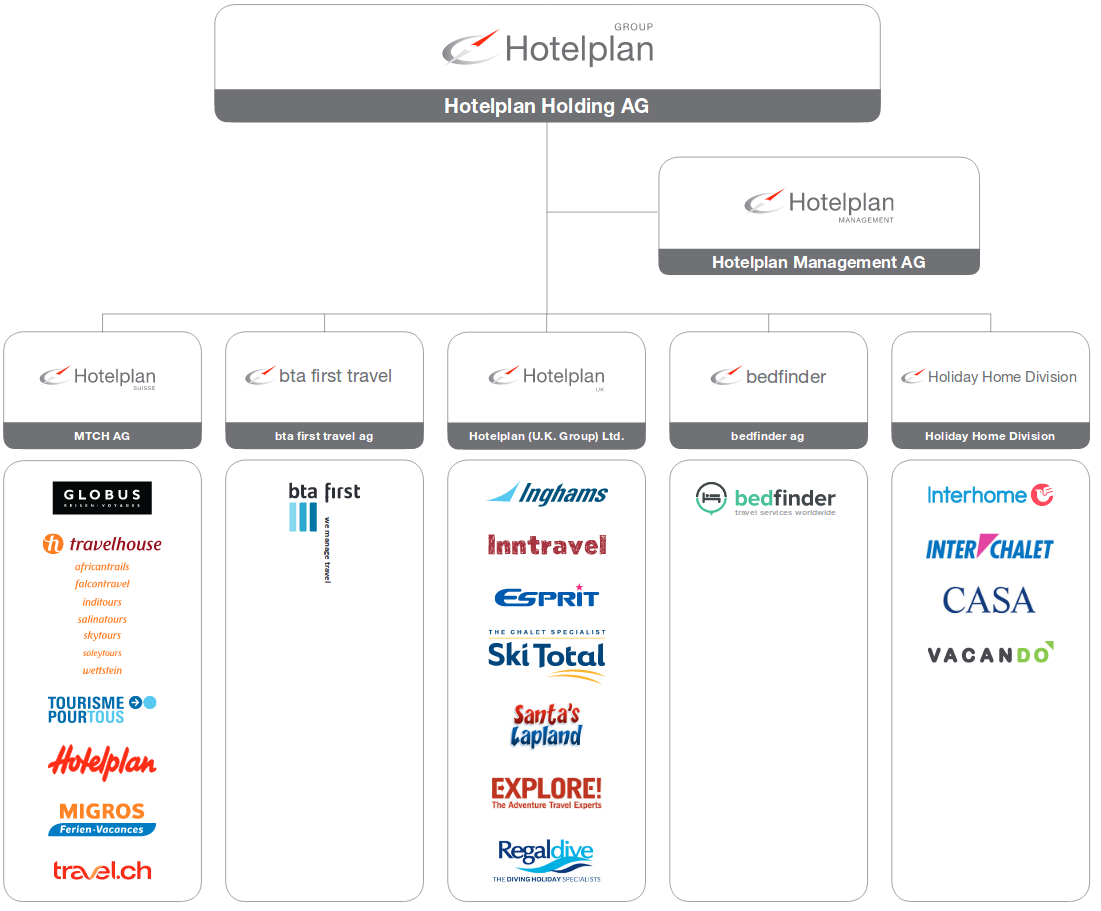 GROUP
Hotelplan
Hotelplan Holding AG
Hotelplan
MANAGEMENT
Hotelplan Management AG
Hotelplan
SUISSE
MTCH AG
bta first travel
bta first travel ag
Hotelplan
UK
Hotelplan (U.K. Group) Ltd.
bedfinder
bedfinder ag
Holiday Home Division
Holiday Home Division
GLOBUS
REISEN | VOYAGES
h travelhouse
africantrails
falcontravel
inditours
salinatours
skytours
soleytours
wettstein
TOURISME
POURTOUS
Hotelplan
MIGROS
Ferien·Vacances
travel.ch
bta first
we manage travel
Inghams
Inntravel
ESPRIT
THE CHALET SPECIALIST
Ski Total
Santa's
Lapland
EXPLORE!
The Adventure Travel Experts
Regaldive
THE DIVING HOLIDAY SPECIALISTS
bedfinder
travel services worldwide
Interhome
INTER CHALET
CASA
VACANDO